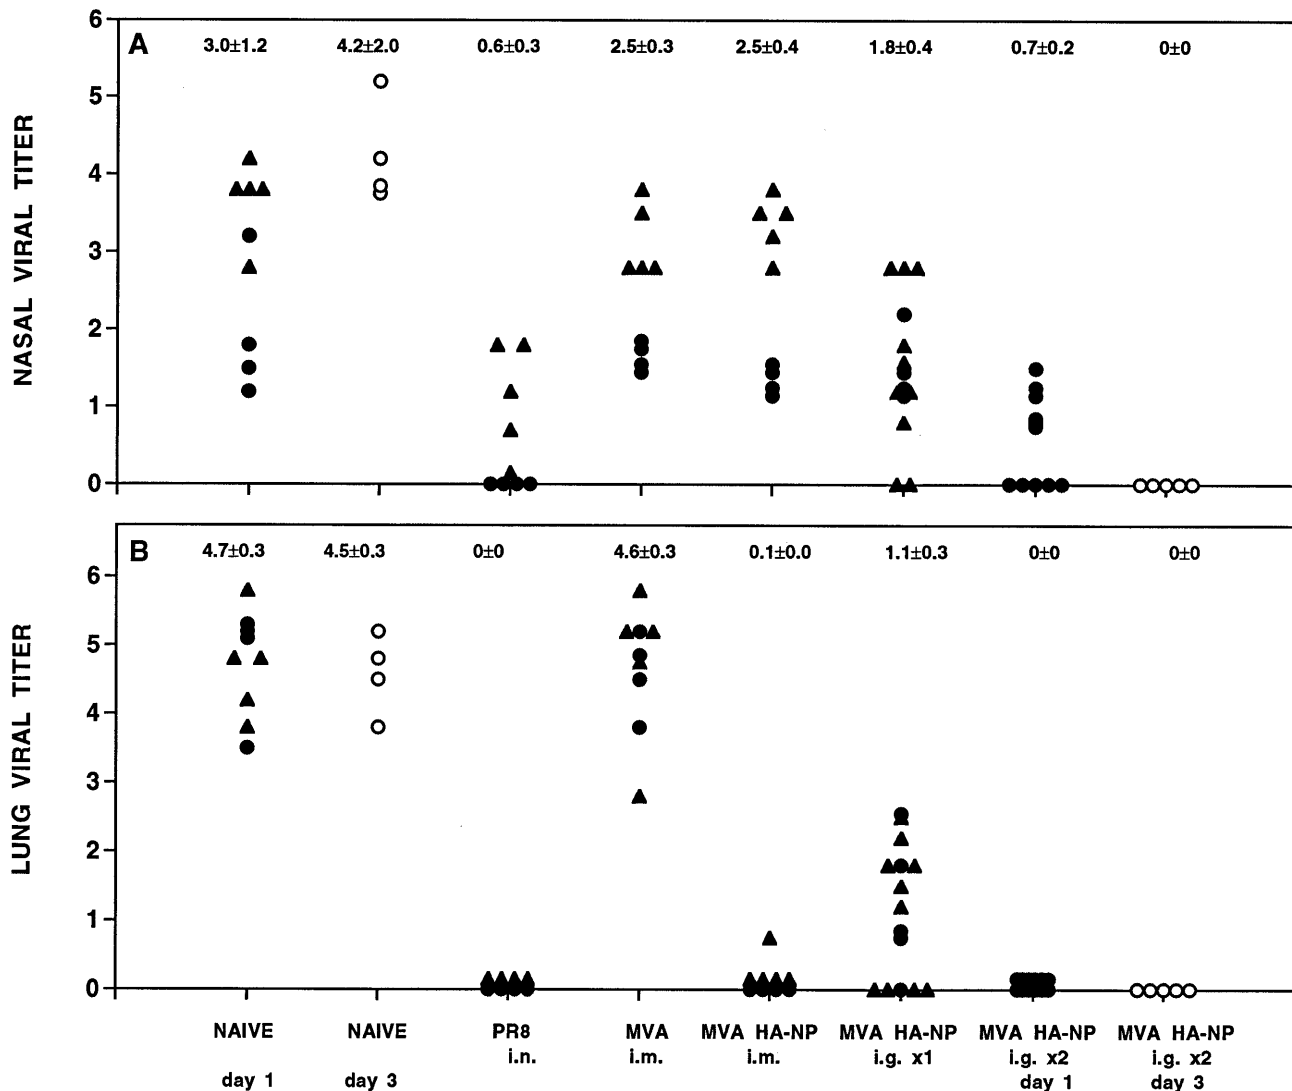 A
3.0±1.2 4.2±2.0 0.6±0.3 2.5±0.3 2.5±0.4 1.8±0.4 0.7±0.2 0±0
NASAL VIRAL TITER
6
5
4
3
2
1
0
B
4.7±0.3 4.5±0.3 0±0 4.6±0.3 0.1±0.0 1.1±0.3 0±0 0±0
LUNG VIRAL TITER
6
5
4
3
2
1
0
NAIVE NAIVE PR8 MVA MVA HA-NP MVA HA-NP MVA HA-NP MVA HA-NP
i.n. i.m. i.m. i.g. x1 i.g. x2 i.g. x2
day 1 day 3 day 1 day 3